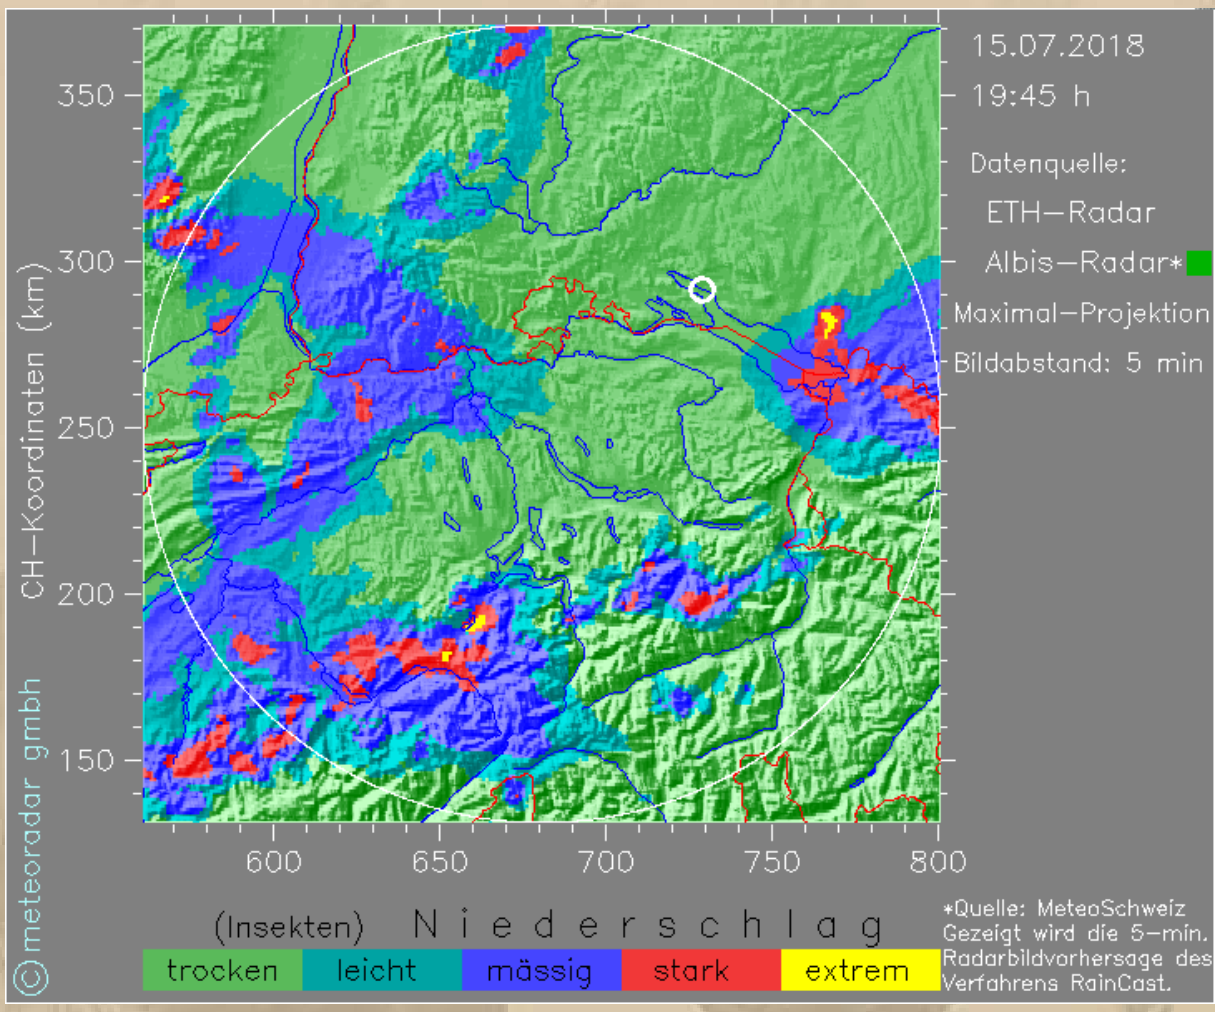 15.07.2018
19:45 h
Datenquelle:
ETH-Radar
Albis-Radar*
Maximal-Projektion
Bildabstand: 5 min
CH-Koordinaten (km)
350
300
250
200
150
600
650
700
750
800
© meteoradar gmbh
(Insekten) Niederschlag
trocken
leicht
mässig
stark
extrem
*Quelle: MeteoSchweiz
Gezeigt wird die 5-min.
Radarbildvorhersage des
Verfahrens RainCast.